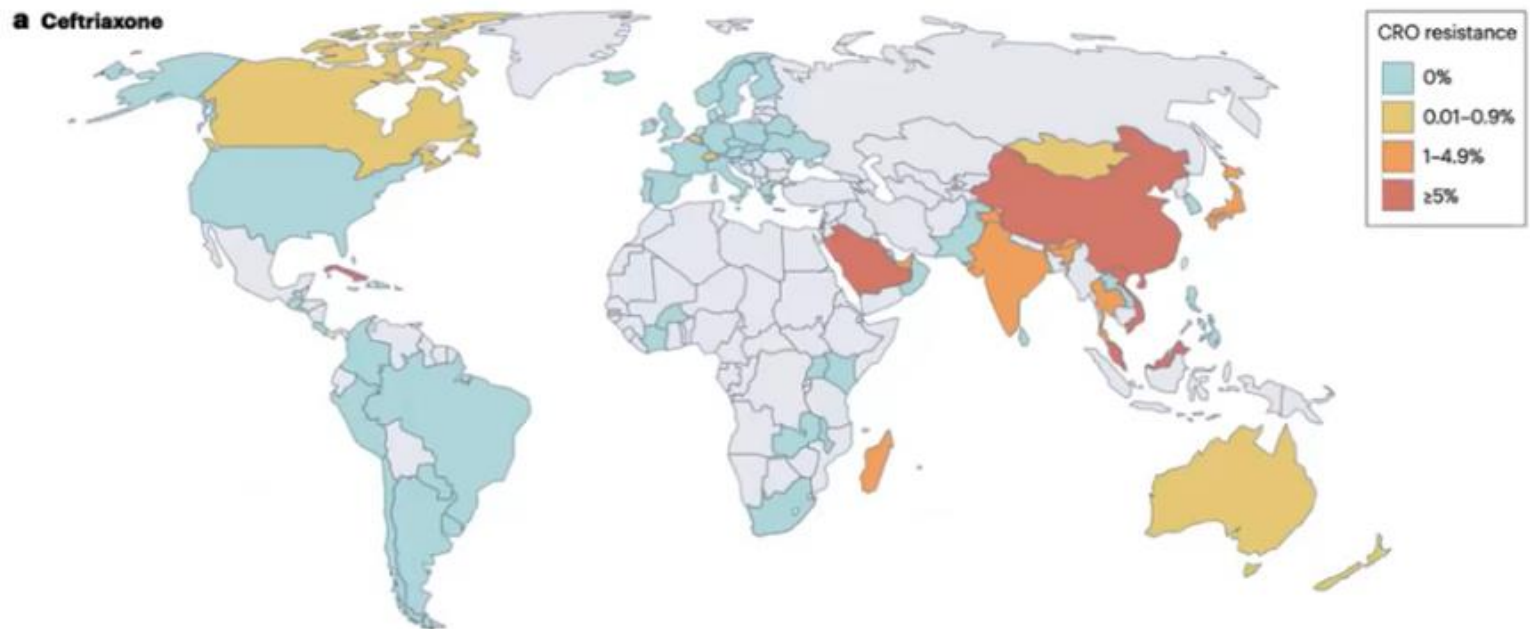 a Ceftriaxone
CRO resistance
0%
0.01–0.9%
1–4.9%
≥5%